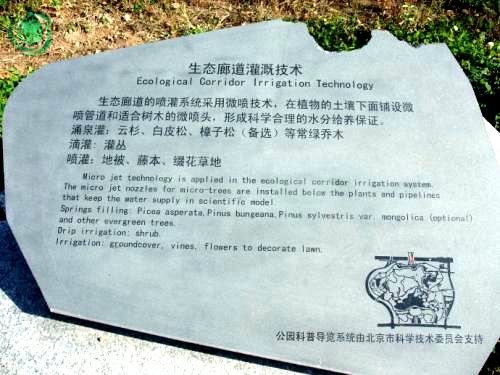 生态廊道灌溉技术
Ecological Corridor Irrigation Technology
生态廊道的喷灌系统采用微喷技术，在植物的土壤下面铺设微
喷管道和适合树木的微喷头，形成科学合理的水分给养保证。
涌泉灌：云杉、白皮松、樟子松（备选）等常绿乔木
滴灌：灌丛
喷灌：地被、藤本、缀花草地
Micro jet technology is applied in the ecological corridor irrigation system.
The micro jet nozzles for micro-trees are installed below the plants and pipelines
that keep the water supply in scientific model.
Springs filling: Picea asperata, Pinus bungeana, Pinus sylvestris var. mongolica (optional)
and other evergreen trees.
Drip irrigation: shrub.
Irrigation: groundcover, vines, flowers to decorate lawn.
公园科普导览系统由北京市科学技术委员会支持